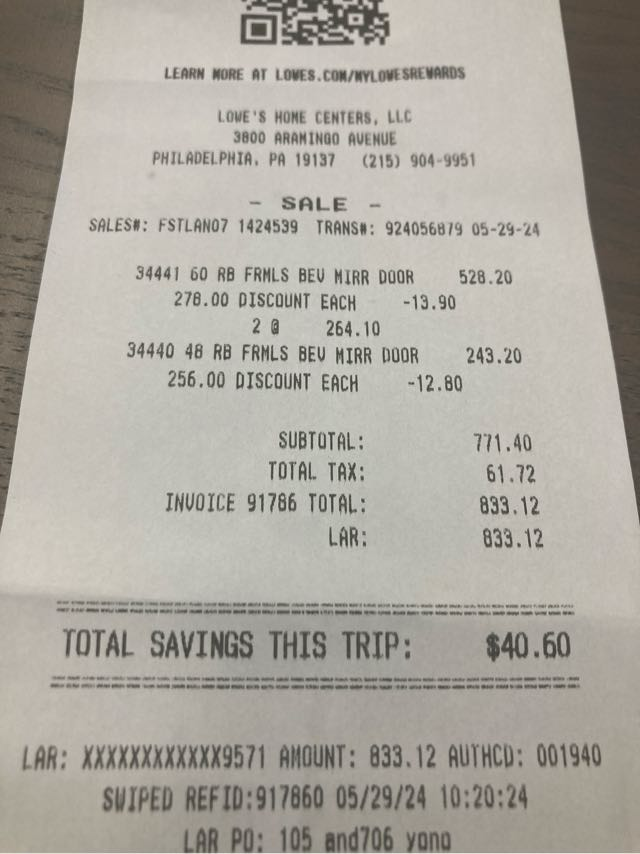 LEARN MORE AT LOWES.COM/MYLOWESREWARDS
LOWE'S HOME CENTERS, LLC
3800 ARAMINGO AVENUE
PHILADELPHIA, PA 19137 (215) 904-9951
- SALE -
SALES#: FSTLAN07 1424539 TRANS#: 924056879 05-29-24
34441 60 RB FRMLS BEV MIRR DOOR 528.20
278.00 DISCOUNT EACH -13.90
2 @ 264.10
34440 48 RB FRMLS BEV MIRR DOOR 243.20
256.00 DISCOUNT EACH -12.80
SUBTOTAL: 771.40
TOTAL TAX: 61.72
INVOICE 91786 TOTAL: 833.12
LAR: 833.12
TOTAL SAVINGS THIS TRIP: $40.60
LAR: XXXXXXXXXXXX9571 AMOUNT: 833.12 AUTHCD: 001940
SWIPED REFID:917860 05/29/24 10:20:24
LAR PO: 105 and706 yono